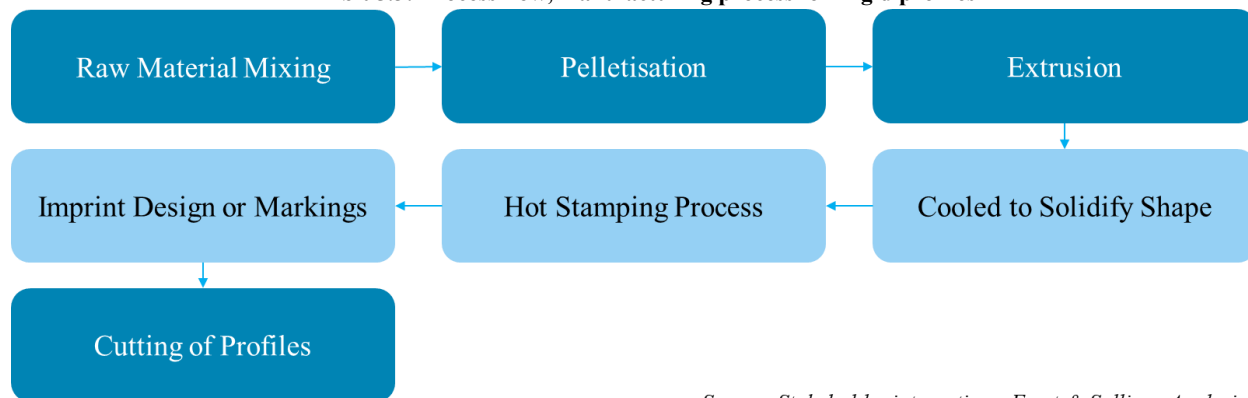 Raw Material Mixing
Pelletisation
Extrusion
Imprint Design or Markings
Hot Stamping Process
Cooled to Solidify Shape
Cutting of Profiles